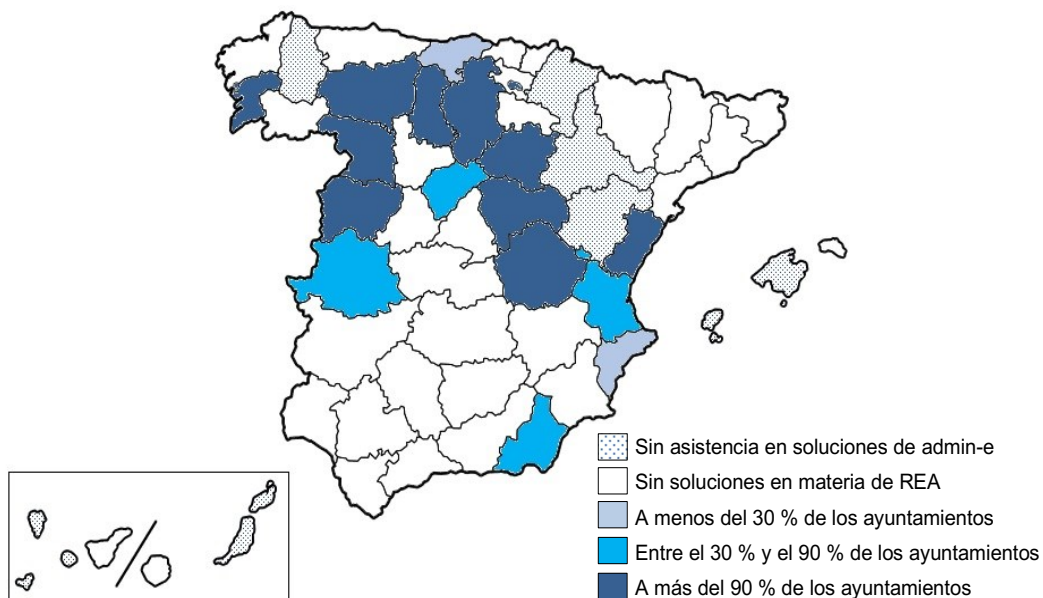 Sin asistencia en soluciones de admin-e
Sin soluciones en materia de REA
A menos del 30 % de los ayuntamientos
Entre el 30 % y el 90 % de los ayuntamientos
A más del 90 % de los ayuntamientos